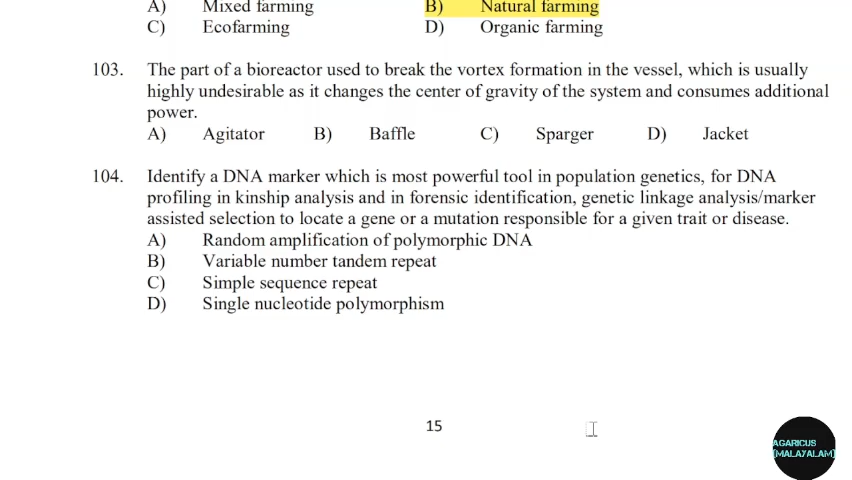 A) Mixed farming B) Natural farming
C) Ecofarming D) Organic farming
103. The part of a bioreactor used to break the vortex formation in the vessel, which is usually
highly undesirable as it changes the center of gravity of the system and consumes additional
power.
A) Agitator B) Baffle C) Sparger D) Jacket
104. Identify a DNA marker which is most powerful tool in population genetics, for DNA
profiling in kinship analysis and in forensic identification, genetic linkage analysis/marker
assisted selection to locate a gene or a mutation responsible for a given trait or disease.
A) Random amplification of polymorphic DNA
B) Variable number tandem repeat
C) Simple sequence repeat
D) Single nucleotide polymorphism
15
AGARICUS
[MALAYALAM]